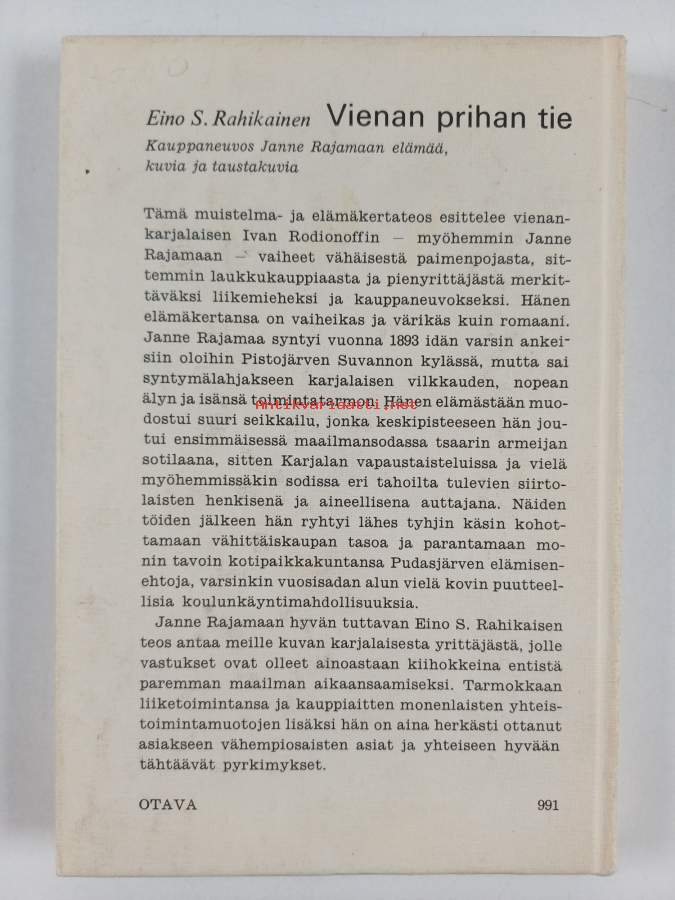 Eino S. Rahikainen Vienan prihan tie
Kauppaneuvos Janne Rajamaan elämää,
kuvia ja taustakuvia
Tämä muistelma- ja elämäkertateos esittelee vienan-
karjalaisen Ivan Rodionoffin — myöhemmin Janne
Rajamaan — vaiheet vähäisestä paimenpojasta, sit-
temmin laukkukauppiaasta ja pienyrittäjästä merkit-
täväksi liikemieheksi ja kauppaneuvokseksi. Hänen
elämäkertansa on vaiheikas ja värikäs kuin romaani.
Janne Rajamaa syntyi vuonna 1893 idän varsin ankei-
siin oloihin Pistojärven Suvannon kylässä, mutta sai
syntymälahjakseen karjalaisen vilkkauden, nopean
älyn ja isänsä toimintatarmon. Hänen elämästään muo-
Antikvariaatti.net
dostui suuri seikkailu, jonka keskipisteeseen hän jou-
tui ensimmäisessä maailmansodassa tsaarin armeijan
sotilaana, sitten Karjalan vapaustaisteluissa ja vielä
myöhemmissäkin sodissa eri tahoilta tulevien siirto-
laisten henkisenä ja aineellisena auttajana. Näiden
töiden jälkeen hän ryhtyi lähes tyhjin käsin kohot-
tamaan vähittäiskaupan tasoa ja parantamaan mo-
nin tavoin kotipaikkakuntansa Pudasjärven elämisen-
ehtoja, varsinkin vuosisadan alun vielä kovin puutteel-
lisia koulunkäyntimahdollisuuksia.
Janne Rajamaan hyvän tuttavan Eino S. Rahikaisen
teos antaa meille kuvan karjalaisesta yrittäjästä, jolle
vastukset ovat olleet ainoastaan kiihokkeina entistä
paremman maailman aikaansaamiseksi. Tarmokkaan
liiketoimintansa ja kauppiaitten monenlaisten yhteis-
toimintamuotojen lisäksi hän on aina herkästi ottanut
asiakseen vähempiosaisten asiat ja yhteiseen hyvään
tähtäävät pyrkimykset.
OTAVA 991